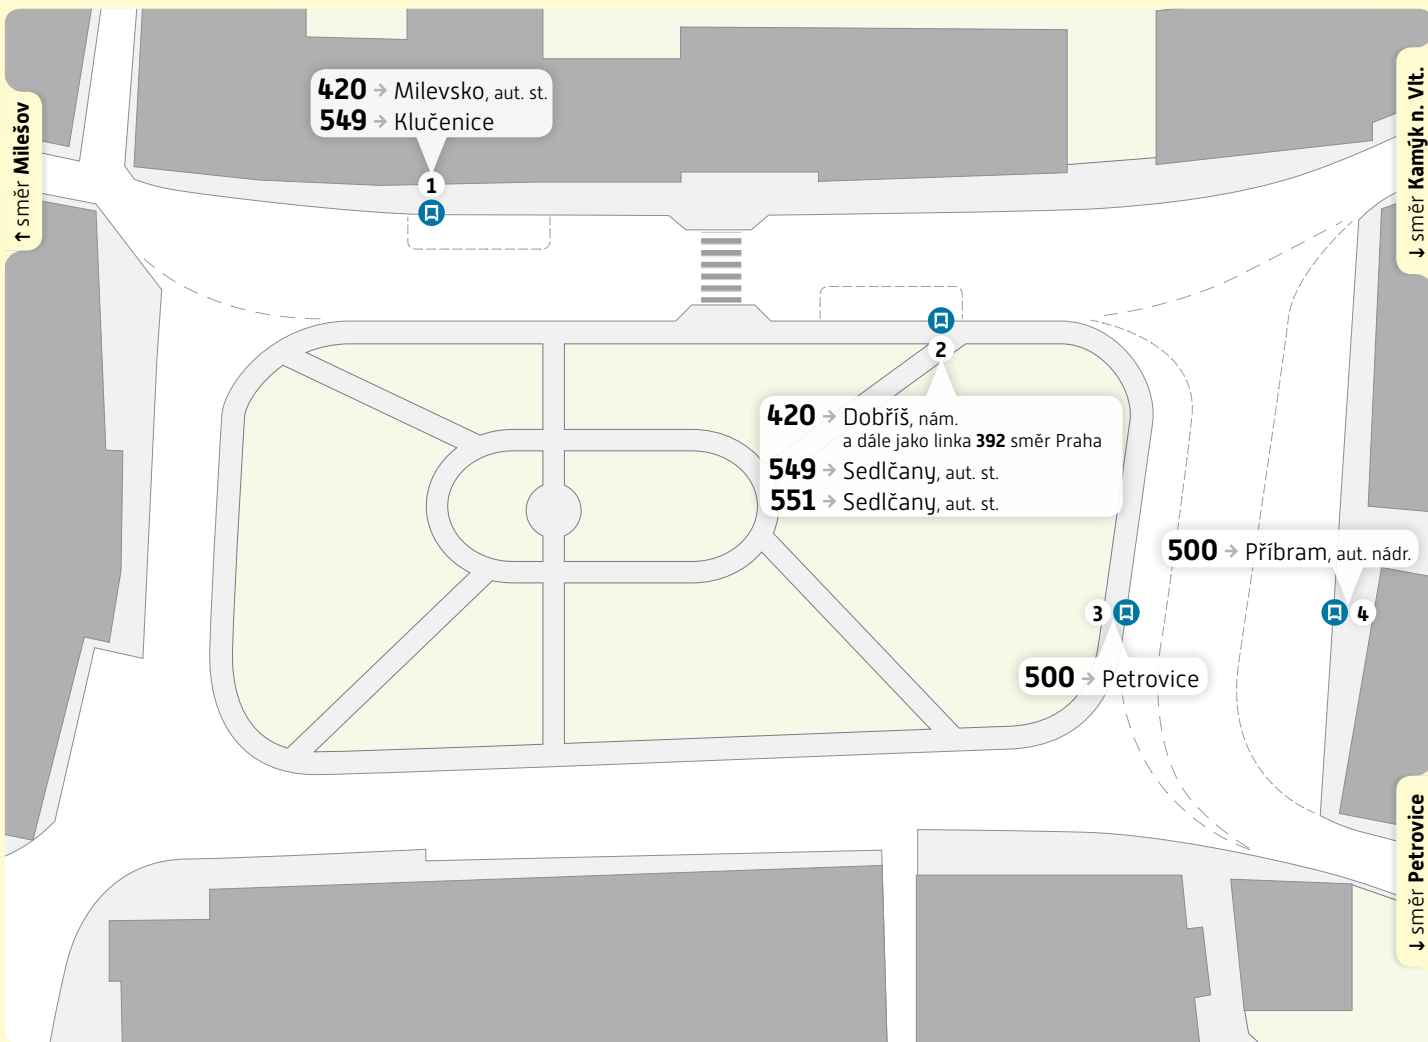 420 → Milevsko, aut. st.
549 → Klučenice
1
↑ směr Milešov
↓ směr Kamýk n. Vlt.
2
420 → Dobříš, nám.
a dále jako linka 392 směr Praha
549 → Sedlčany, aut. st.
551 → Sedlčany, aut. st.
500 → Příbram, aut. nádr.
3
4
500 → Petrovice
↓ směr Petrovice